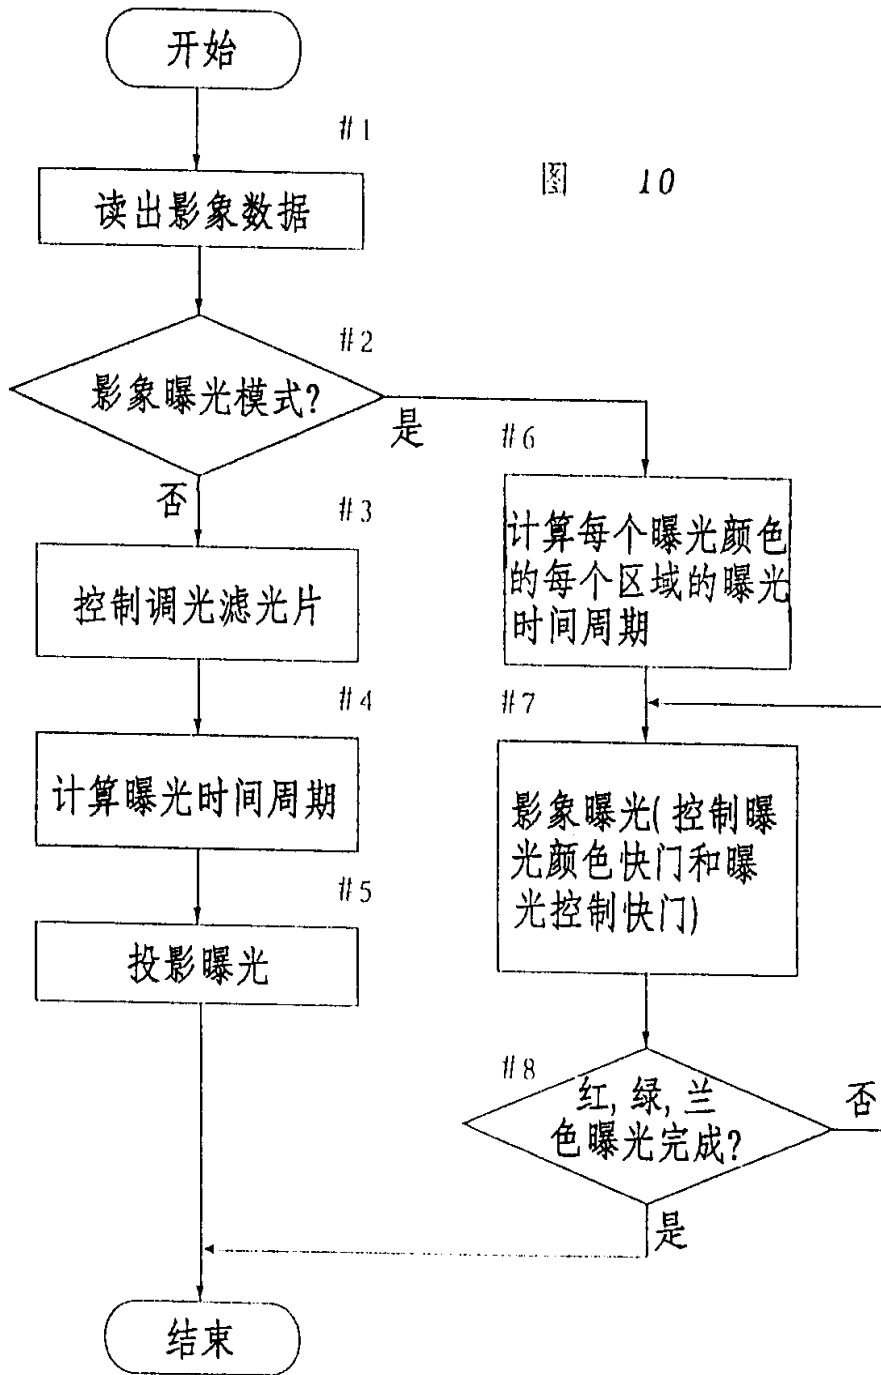 开始
#1
图 10
读出影象数据
#2
影象曝光模式?
是
#6
否
#3
计算每个曝光颜色
的每个区域的曝光
时间周期
控制调光滤光片
#4
#7
计算曝光时间周期
影象曝光(控制曝
光颜色快门和曝
光控制快门)
#5
投影曝光
#8
红,绿,兰
色曝光完成?
否
是
结束